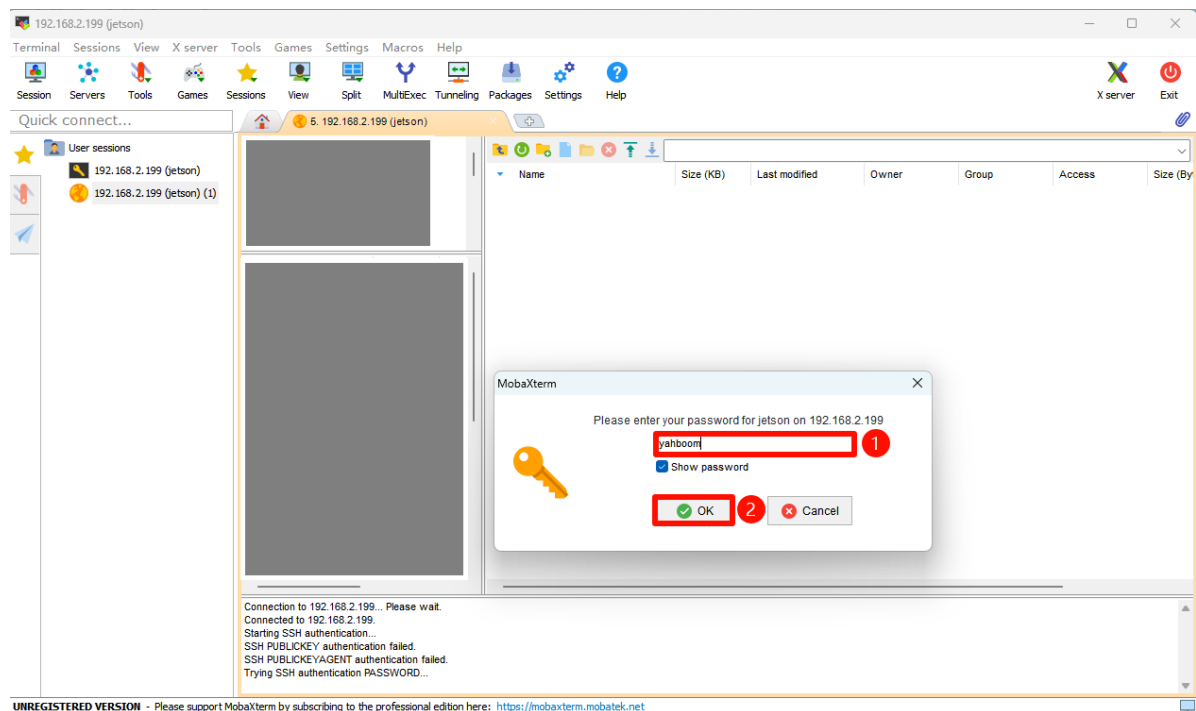 192.168.2.199 (jetson)
Terminal Sessions View X server Tools Games Settings Macros Help
Session Servers Tools Games Sessions View Split MultiExec Tunneling Packages Settings Help X server Exit
Quick connect...
5. 192.168.2.199 (jetson)
User sessions
192.168.2.199 (jetson)
192.168.2.199 (jetson) (1)
Name Size (KB) Last modified Owner Group Access Size (By
MobaXterm
Please enter your password for jetson on 192.168.2.199
yahboom
1
Show password
OK
2
Cancel
Connection to 192.168.2.199... Please wait.
Connected to 192.168.2.199.
Starting SSH authentication...
SSH PUBLICKEY authentication failed.
SSH PUBLICKEYAGENT authentication failed.
Trying SSH authentication PASSWORD...
UNREGISTERED VERSION - Please support MobaXterm by subscribing to the professional edition here: https://mobaxterm.mobatek.net